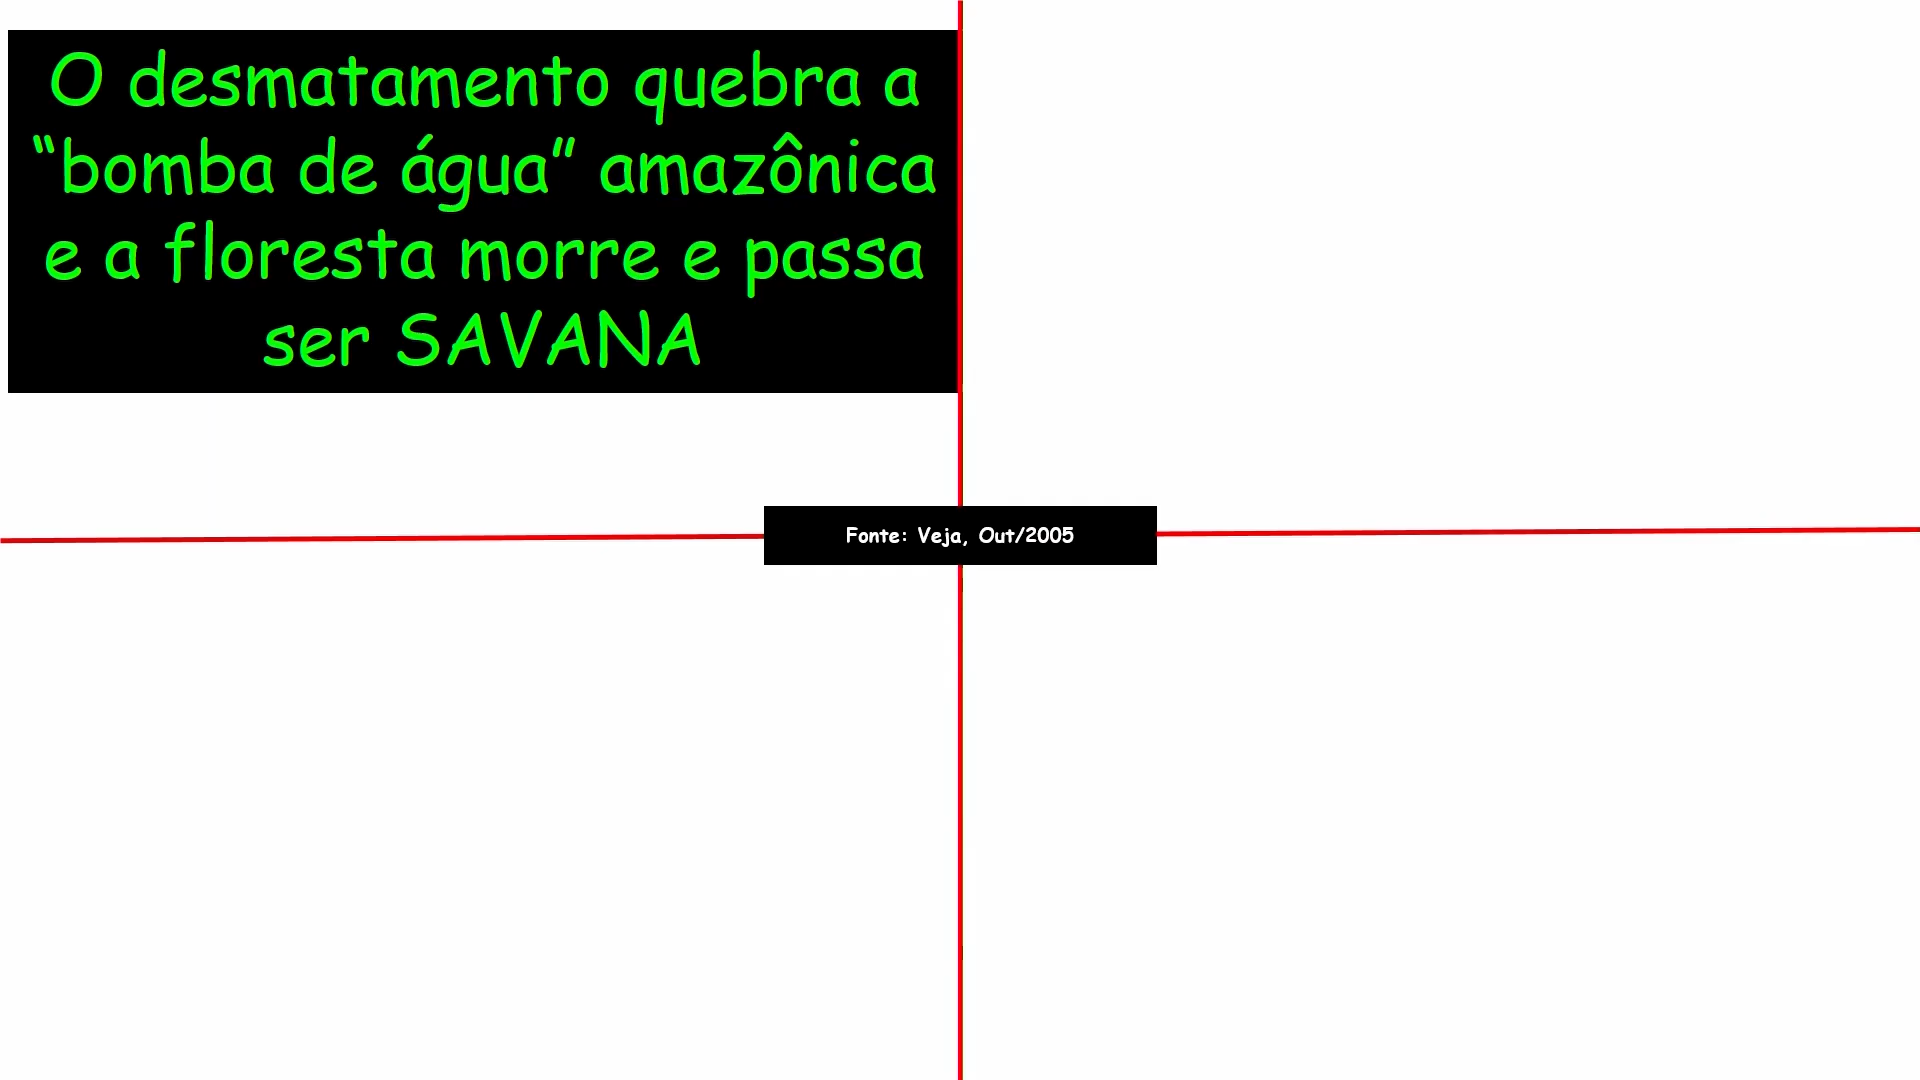 O desmatamento quebra a
“bomba de água” amazônica
e a floresta morre e passa
ser SAVANA
Fonte: Veja, Out/2005